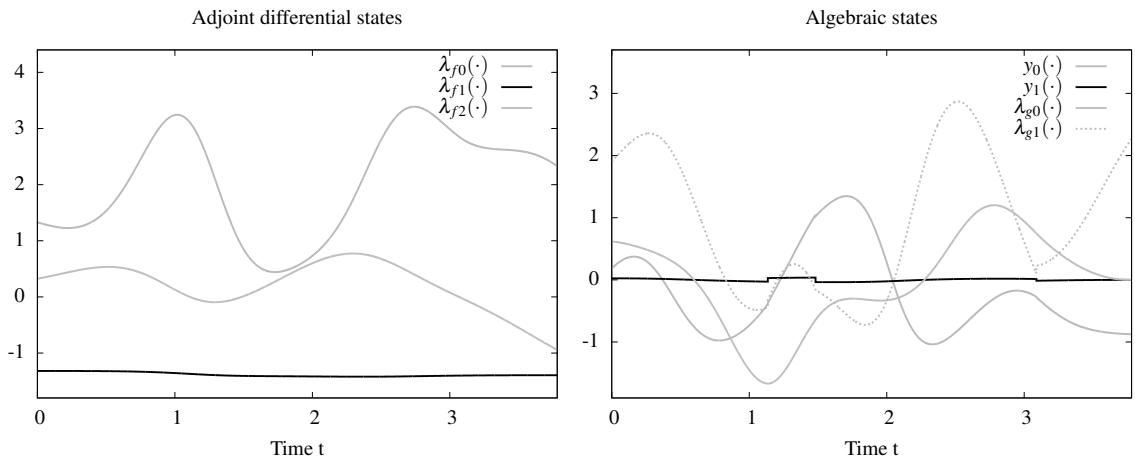 Adjoint differential states
4
3
2
1
0
-1
λf0(·)
λf1(·)
λf2(·)
0
1
2
3
Time t
Algebraic states
3
2
1
0
-1
y0(·)
y1(·)
λg0(·)
λg1(·)
0
1
2
3
Time t